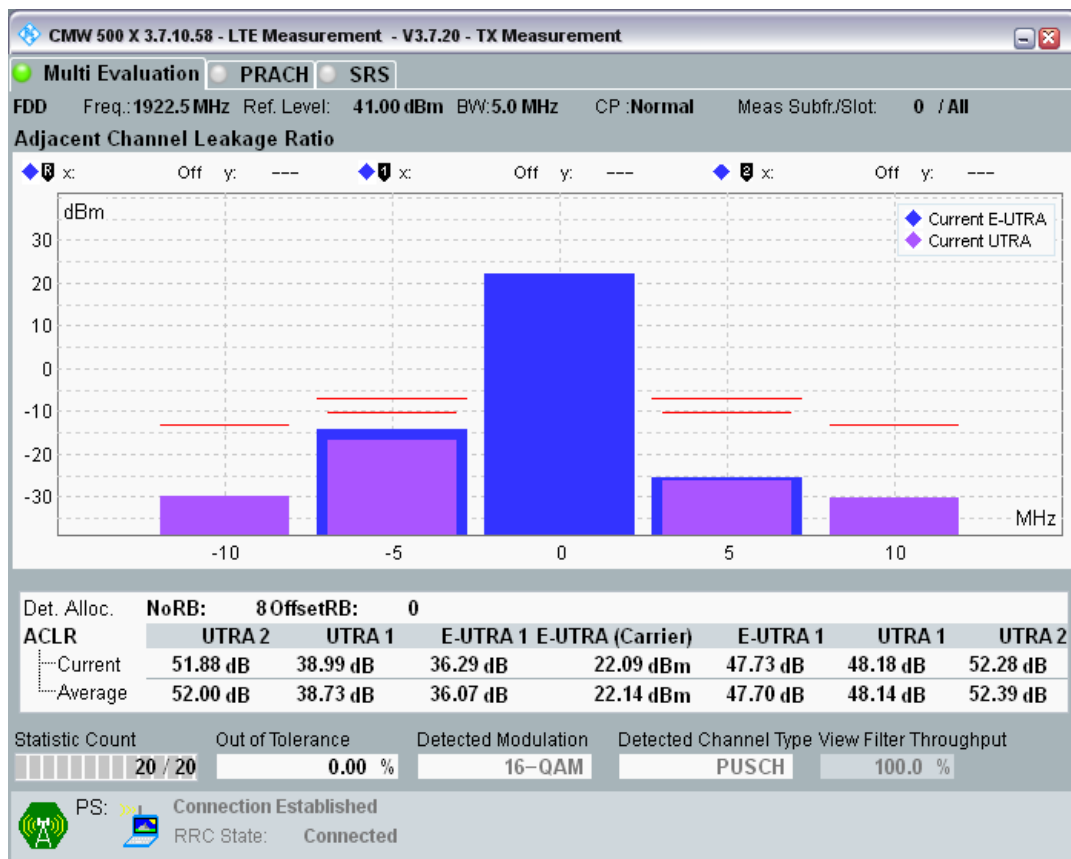 CMW 500 X 3.7.10.58 - LTE Measurement - V3.7.20 - TX Measurement
Multi Evaluation PRACH SRS
FDD Freq.: 1922.5 MHz Ref. Level: 41.00 dBm BW: 5.0 MHz CP : Normal Meas Subfr./Slot: 0 / All
Adjacent Channel Leakage Ratio
R x: Off y: --- 1 x: Off y: --- 2 x: Off y: ---
dBm
Current E-UTRA
Current UTRA
30
20
10
0
-10
-20
-30
MHz
-10 -5 0 5 10
Det. Alloc. NoRB: 8 OffsetRB: 0
ACLR UTRA 2 UTRA 1 E-UTRA 1 E-UTRA (Carrier) E-UTRA 1 UTRA 1 UTRA 2
Current 51.88 dB 38.99 dB 36.29 dB 22.09 dBm 47.73 dB 48.18 dB 52.28 dB
Average 52.00 dB 38.73 dB 36.07 dB 22.14 dBm 47.70 dB 48.14 dB 52.39 dB
Statistic Count Out of Tolerance Detected Modulation Detected Channel Type View Filter Throughput
20 / 20 0.00 % 16-QAM PUSCH 100.0 %
PS: Connection Established
RRC State: Connected